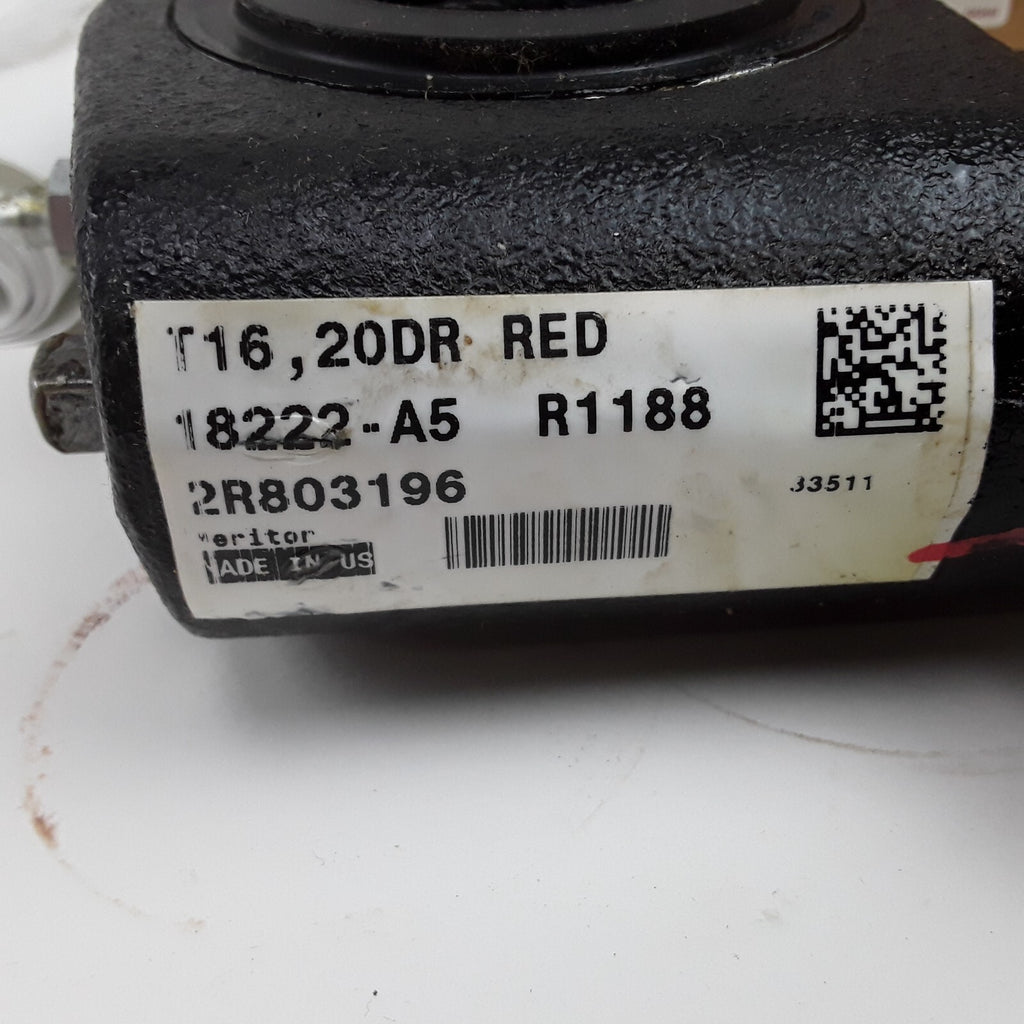 T16,20DR RED
18222-A5 R1188
2R803196
33511
Meritor
MADE IN US